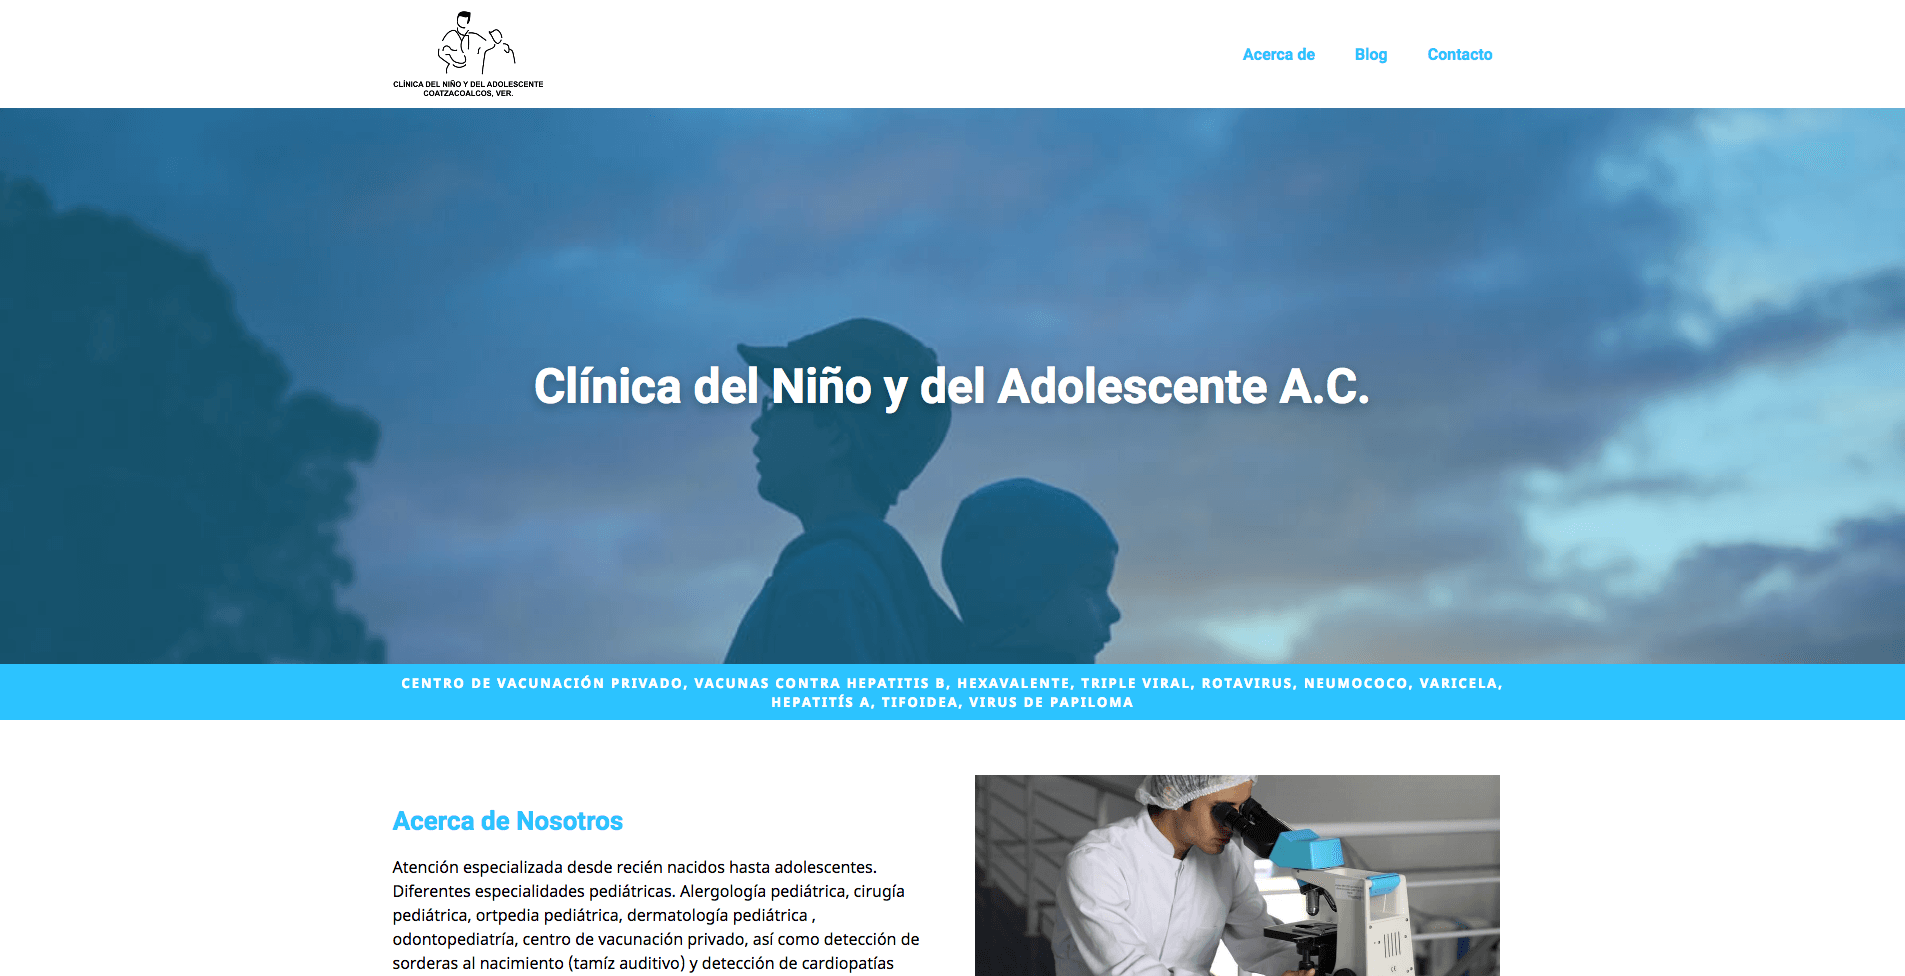 CLÍNICA DEL NIÑO Y DEL ADOLESCENTE
COATZACOALCOS, VER.
Acerca de
Blog
Contacto
Clínica del Niño y del Adolescente A.C.
CENTRO DE VACUNACIÓN PRIVADO, VACUNAS CONTRA HEPATITIS B, HEXAVALENTE, TRIPLE VIRAL, ROTAVIRUS, NEUMOCOCO, VARICELA,
HEPATITÍS A, TIFOIDEA, VIRUS DE PAPILOMA
Acerca de Nosotros
Atención especializada desde recién nacidos hasta adolescentes.
Diferentes especialidades pediátricas. Alergología pediátrica, cirugía
pediátrica, ortpedia pediátrica, dermatología pediátrica ,
odontopediatría, centro de vacunación privado, así como detección de
sorderas al nacimiento (tamíz auditivo) y detección de cardiopatías